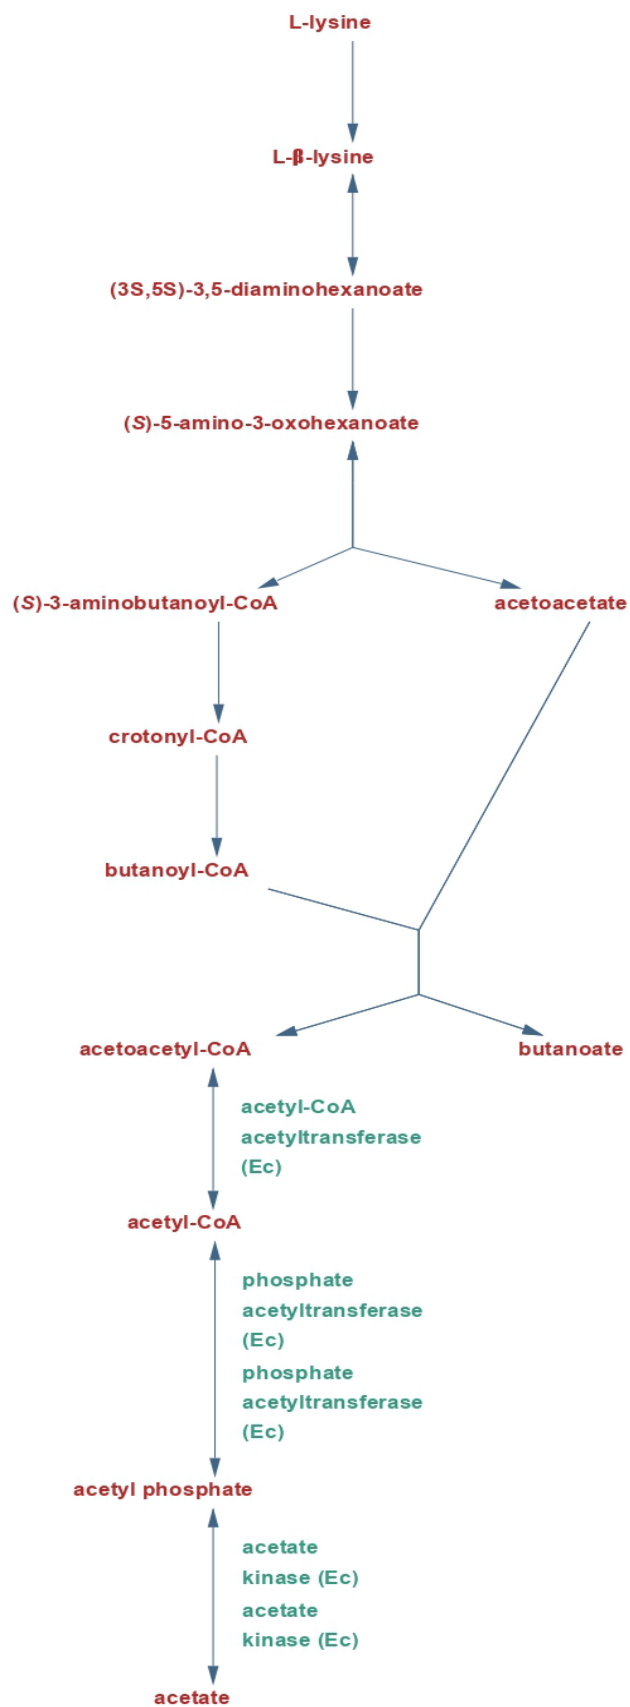 L-lysine
L-β-lysine
(3S,5S)-3,5-diaminohexanoate
(S)-5-amino-3-oxohexanoate
(S)-3-aminobutanoyl-CoA
acetoacetate
crotonyl-CoA
butanoyl-CoA
acetoacetyl-CoA
butanoate
acetyl-CoA
acetyltransferase
(Ec)
acetyl-CoA
phosphate
acetyltransferase
(Ec)
phosphate
acetyltransferase
(Ec)
acetyl phosphate
acetate
kinase (Ec)
acetate
kinase (Ec)
acetate